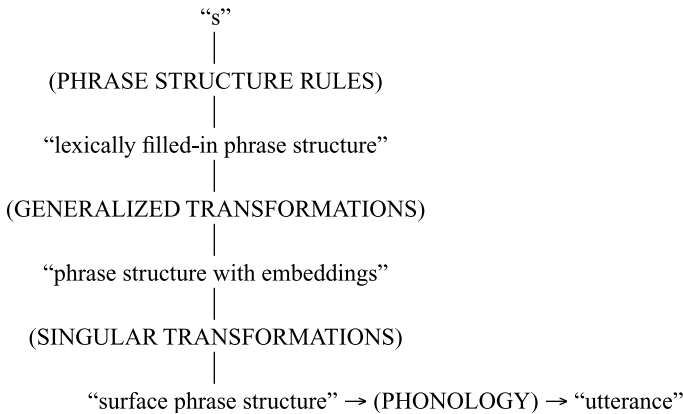 “s”
(PHRASE STRUCTURE RULES)
“lexically filled-in phrase structure”
(GENERALIZED TRANSFORMATIONS)
“phrase structure with embeddings”
(SINGULAR TRANSFORMATIONS)
“surface phrase structure” → (PHONOLOGY) → “utterance”